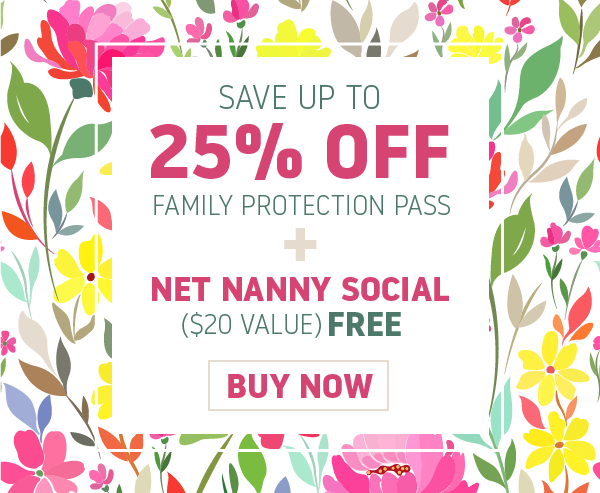 SAVE UP TO
25% OFF
FAMILY PROTECTION PASS
+
NET NANNY SOCIAL
($20 VALUE) FREE
BUY NOW